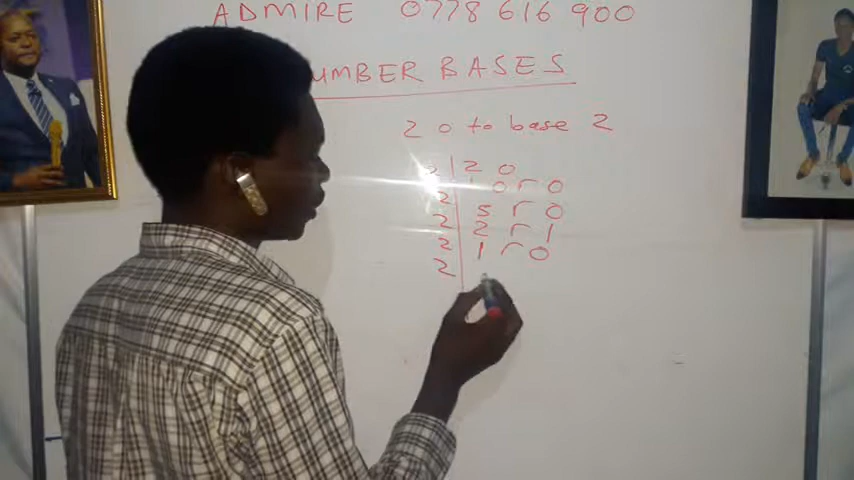 ADMIRE 0778 616 900
UMBER BASES
20 to base 2
2 | 20
2 | 10 r 0
2 | 5 r 0
2 | 2 r 1
2 | 1 r 0
2 |